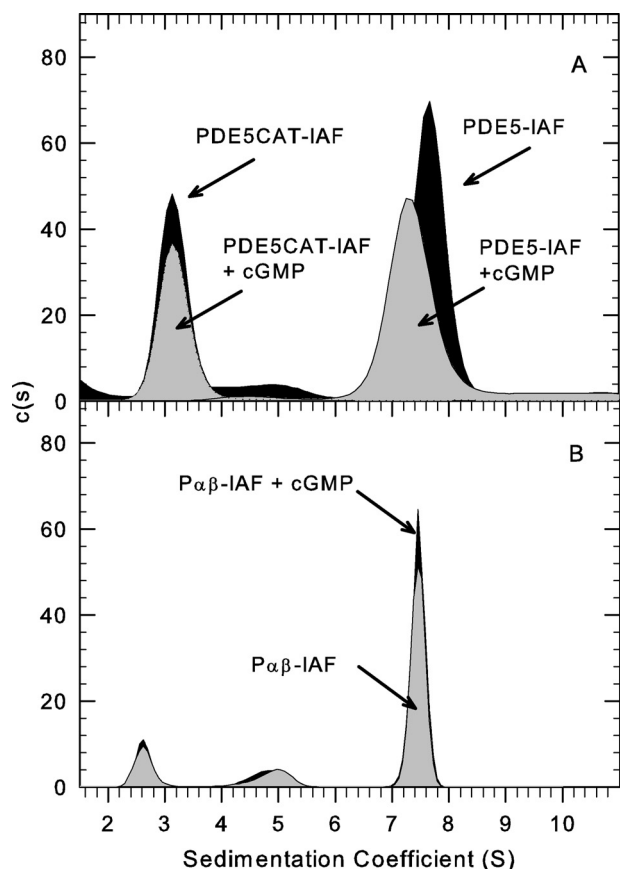 A
80
60
40
20
0
PDE5CAT-IAF
PDE5-IAF
PDE5CAT-IAF
+ cGMP
PDE5-IAF
+cGMP
c(s)
B
80
60
40
20
0
Pαβ-IAF + cGMP
Pαβ-IAF
2 3 4 5 6 7 8 9 10
Sedimentation Coefficient (S)